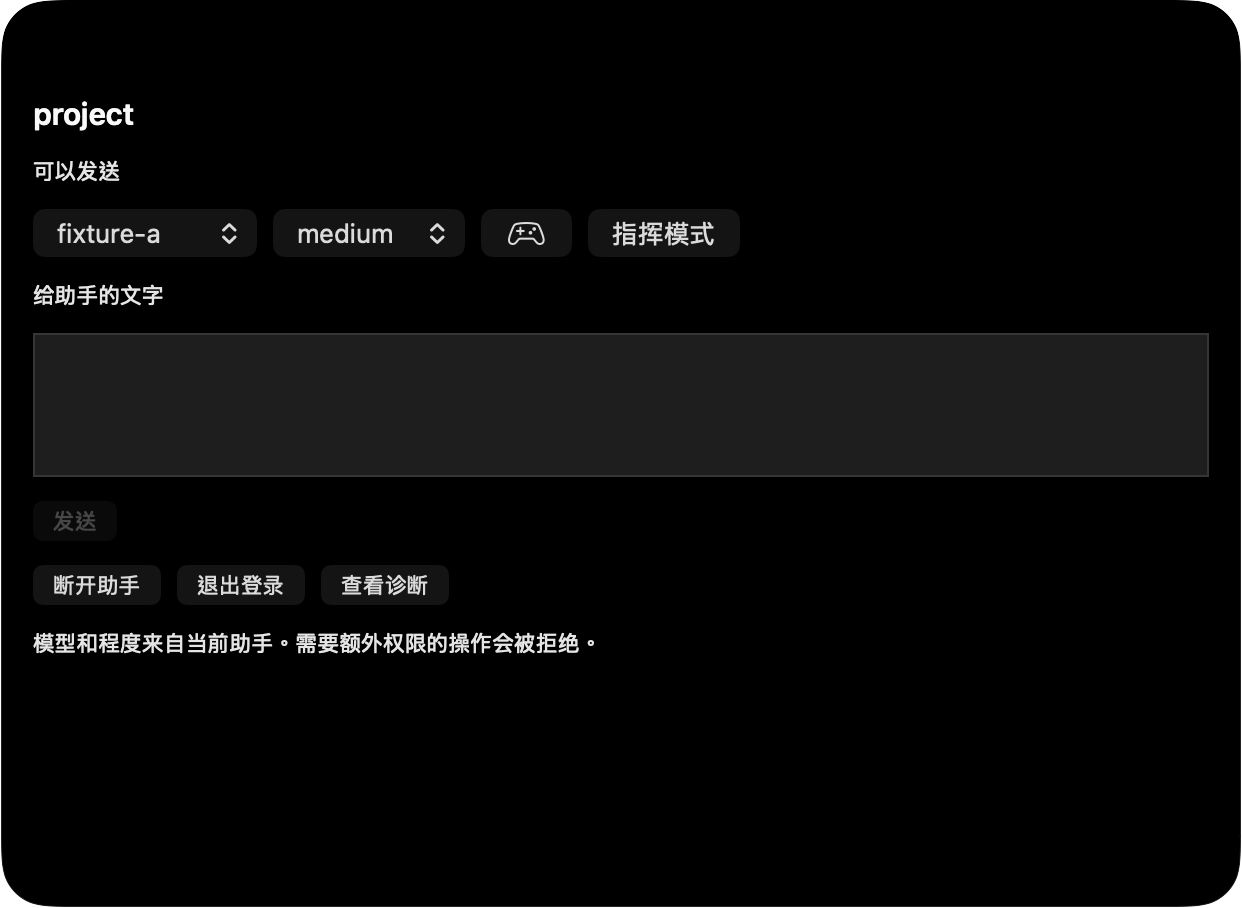 project
可以发送
fixture-a medium 指挥模式
给助手的文字
发送
断开助手 退出登录 查看诊断
模型和程度来自当前助手。需要额外权限的操作会被拒绝。